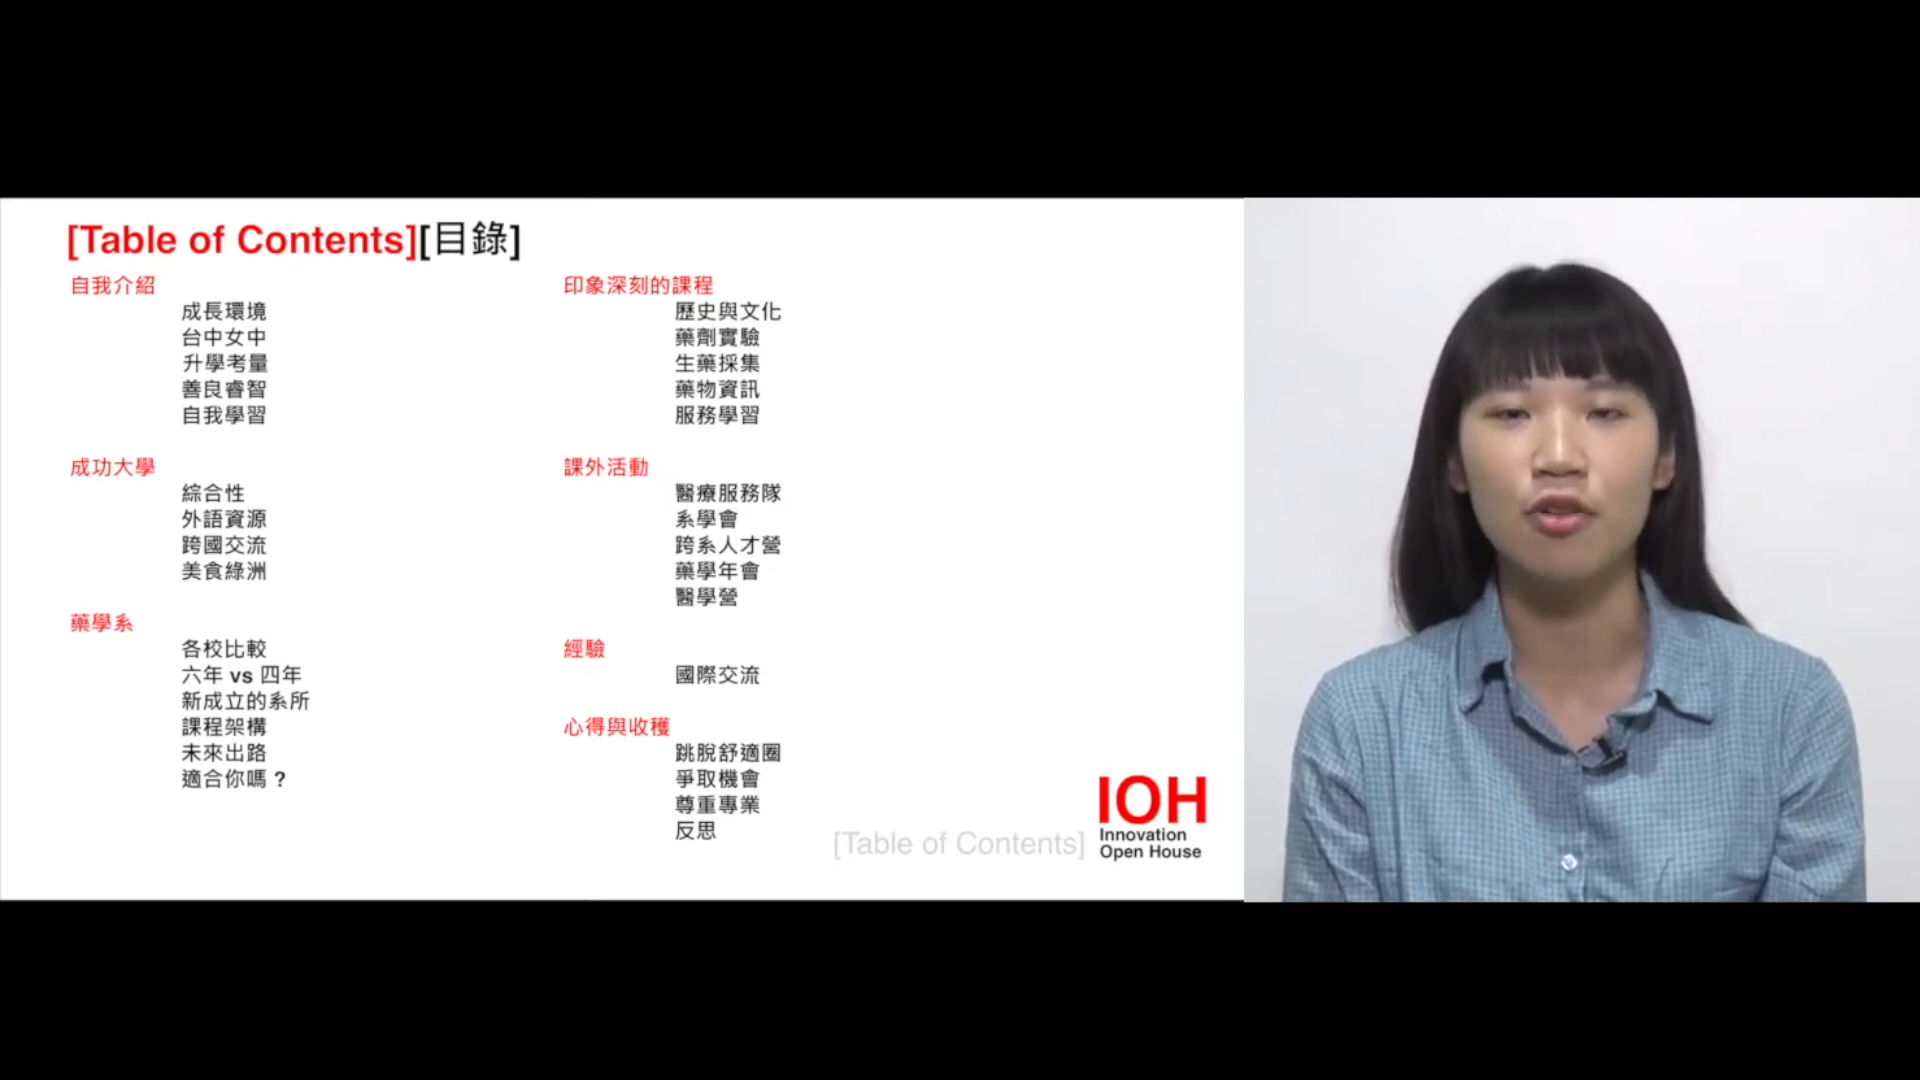 [Table of Contents][目錄]
自我介紹
成長環境
台中女中
升學考量
善良睿智
自我學習
成功大學
綜合性
外語資源
跨國交流
美食綠洲
藥學系
各校比較
六年 vs 四年
新成立的系所
課程架構
未來出路
適合你嗎？
印象深刻的課程
歷史與文化
藥劑實驗
生藥採集
藥物資訊
服務學習
課外活動
醫療服務隊
系學會
跨系人才營
藥學年會
醫學營
經驗
國際交流
心得與收穫
跳脫舒適圈
爭取機會
尊重專業
反思
[Table of Contents]
IOH
Innovation
Open House